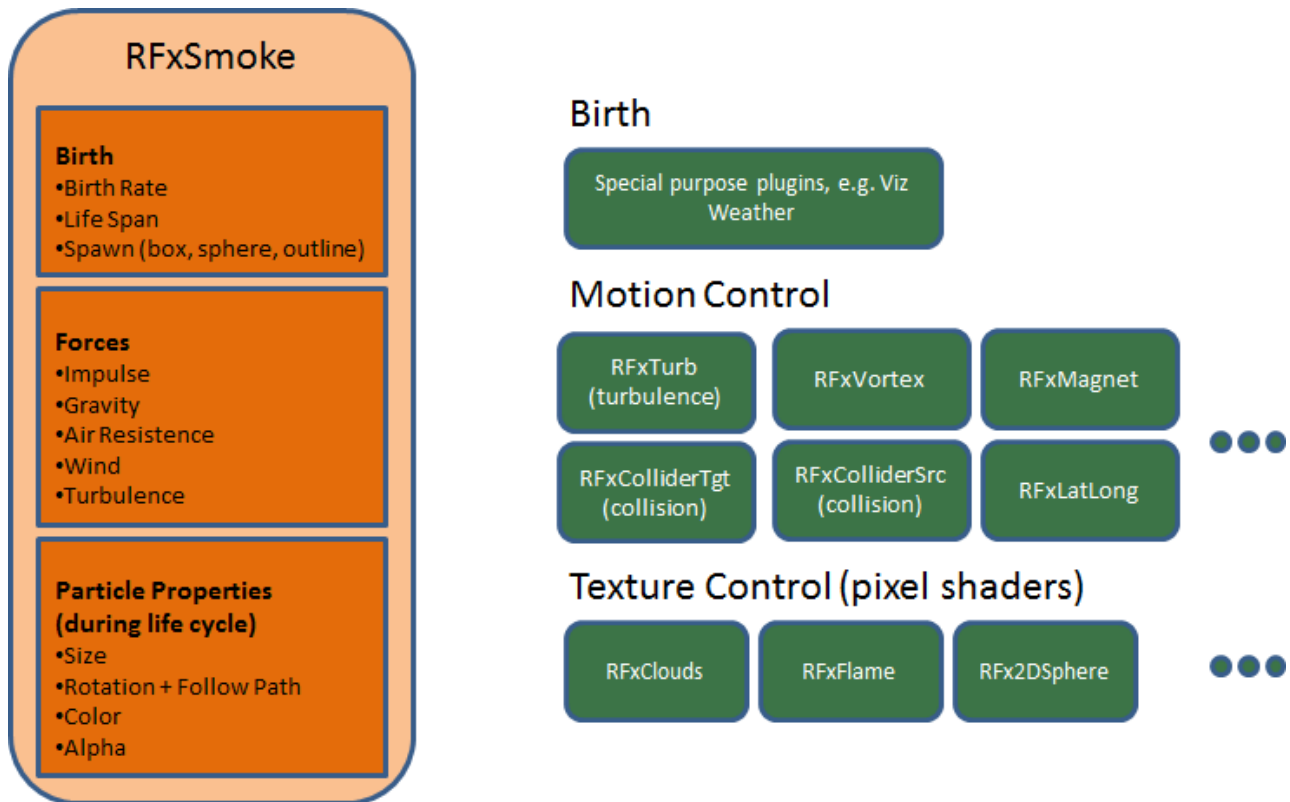 RFxSmoke
Birth
•Birth Rate
•Life Span
•Spawn (box, sphere, outline)
Forces
•Impulse
•Gravity
•Air Resistence
•Wind
•Turbulence
Particle Properties
(during life cycle)
•Size
•Rotation + Follow Path
•Color
•Alpha
Birth
Special purpose plugins, e.g. Viz
Weather
Motion Control
RFxTurb
(turbulence)
RFxVortex
RFxMagnet
RFxColliderTgt
(collision)
RFxColliderSrc
(collision)
RFxLatLong
Texture Control (pixel shaders)
RFxClouds
RFxFlame
RFx2DSphere